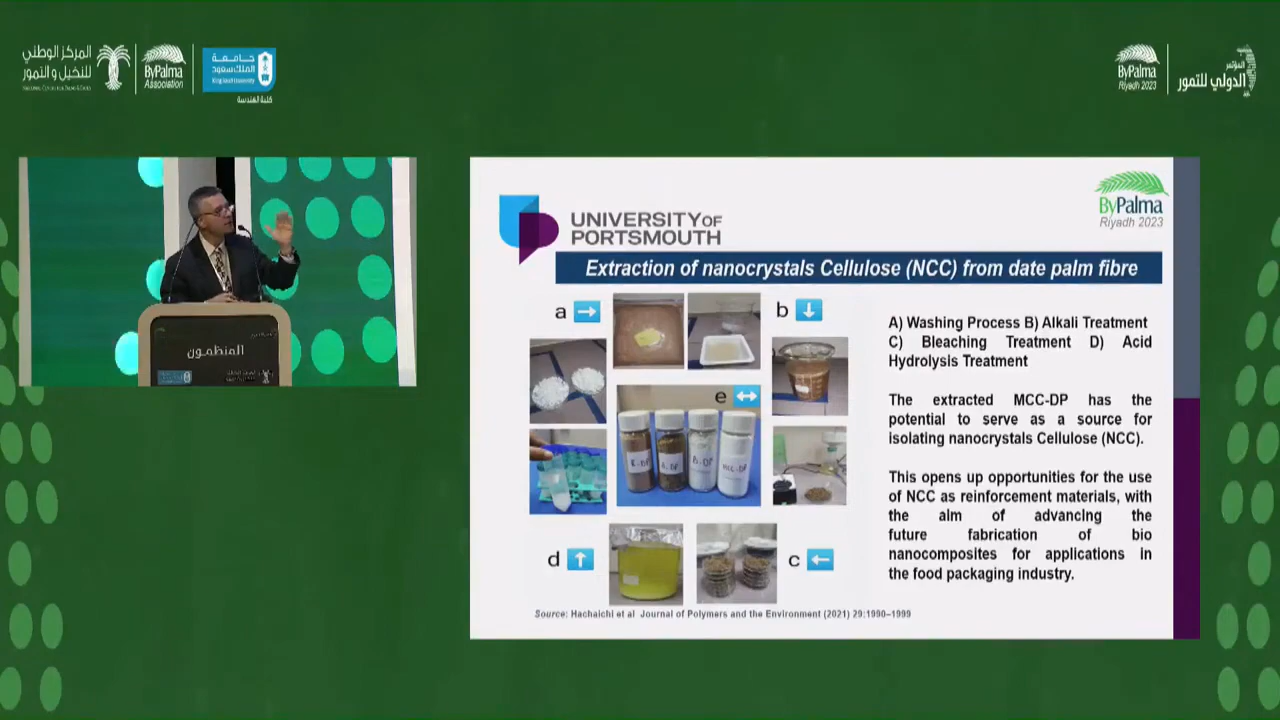 المركز الوطني
للنخيل والتمور
ByPalma
Association
جامعة
الملك سعود
King Saud University
كلية الهندسة
ByPalma
Riyadh 2023
المؤتمر
الدولي للتمور
المنظمون
UNIVERSITY OF
PORTSMOUTH
ByPalma
Riyadh 2023
Extraction of nanocrystals Cellulose (NCC) from date palm fibre
a
b
e
d
c
A) Washing Process B) Alkali Treatment
C) Bleaching Treatment D) Acid
Hydrolysis Treatment
The extracted MCC-DP has the
potential to serve as a source for
isolating nanocrystals Cellulose (NCC).
This opens up opportunities for the use
of NCC as reinforcement materials, with
the aim of advancing the
future fabrication of bio
nanocomposites for applications in
the food packaging industry.
Source: Hachaichi et al Journal of Polymers and the Environment (2021) 29:1990–1999